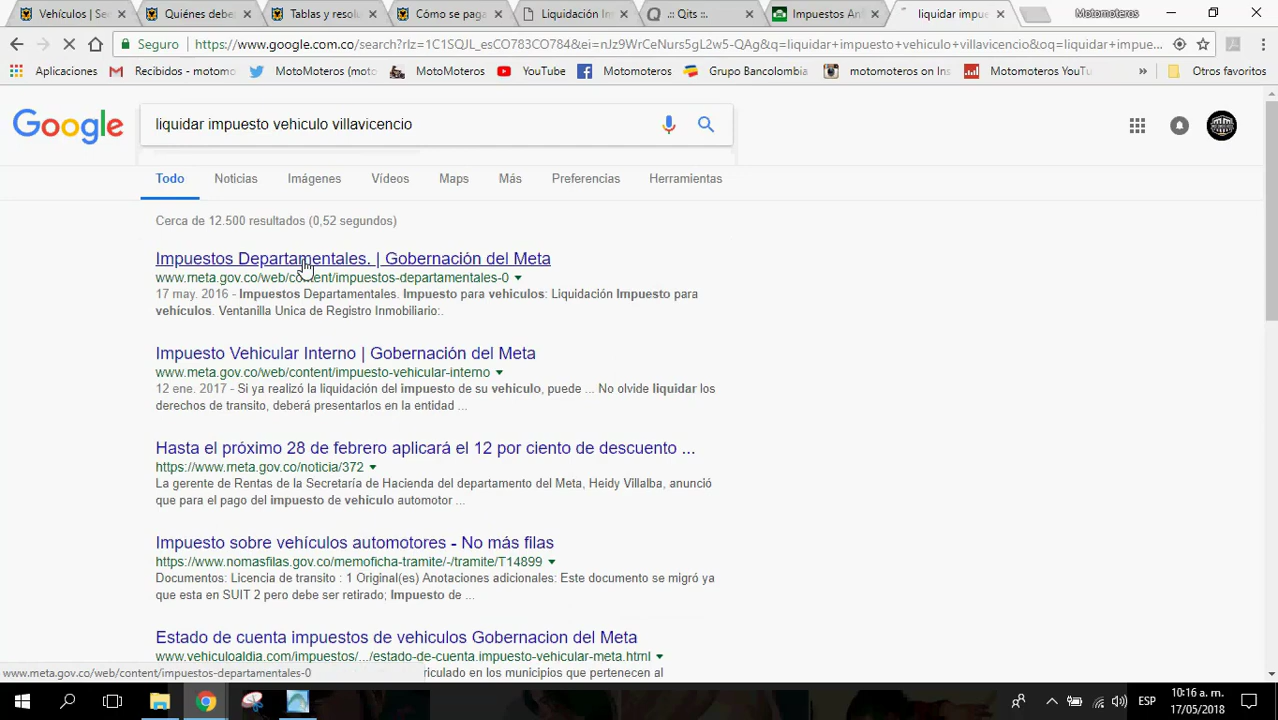 Vehículos | Se
Quiénes debe
Tablas y resol
Cómo se paga
Liquidación In
.:: Qits ::.
Impuestos Anl
liquidar impue
Motomoteros
Seguro https://www.google.com.co/search?rlz=1C1SQJL_esCO783CO784&ei=nJz9WrCeNurs5gL2w5-QAg&q=liquidar+impuesto+vehiculo+villavicencio&oq=liquidar+impue...
Aplicaciones
Recibidos - motomo
MotoMoteros (moto
MotoMoteros
YouTube
Motomoteros
Grupo Bancolombia
motomoteros on Ins
Motomoteros YouTu
»
Otros favoritos
Google
liquidar impuesto vehiculo villavicencio
Todo Noticias Imágenes Vídeos Maps Más Preferencias Herramientas
Cerca de 12.500 resultados (0,52 segundos)
Impuestos Departamentales. | Gobernación del Meta
www.meta.gov.co/web/content/impuestos-departamentales-0
17 may. 2016 - Impuestos Departamentales. Impuesto para vehiculos: Liquidación Impuesto para
vehículos. Ventanilla Unica de Registro Inmobiliario:.
Impuesto Vehicular Interno | Gobernación del Meta
www.meta.gov.co/web/content/impuesto-vehicular-interno
12 ene. 2017 - Si ya realizó la liquidación del impuesto de su vehiculo, puede ... No olvide liquidar los
derechos de transito, deberá presentarlos en la entidad ...
Hasta el próximo 28 de febrero aplicará el 12 por ciento de descuento ...
https://www.meta.gov.co/noticia/372
La gerente de Rentas de la Secretaría de Hacienda del departamento del Meta, Heidy Villalba, anunció
que para el pago del impuesto de vehiculo automotor ...
Impuesto sobre vehículos automotores - No más filas
https://www.nomasfilas.gov.co/memoficha-tramite/-/tramite/T14899
Documentos: Licencia de transito : 1 Original(es) Anotaciones adicionales: Este documento se migró ya
que esta en SUIT 2 pero debe ser retirado; Impuesto de ...
Estado de cuenta impuestos de vehiculos Gobernacion del Meta
www.vehiculoaldia.com/impuestos/.../estado-de-cuenta.impuesto-vehicular-meta.html
riculado en los municipios que pertenecen al
www.meta.gov.co/web/content/impuestos-departamentales-0
ESP
10:16 a. m.
17/05/2018